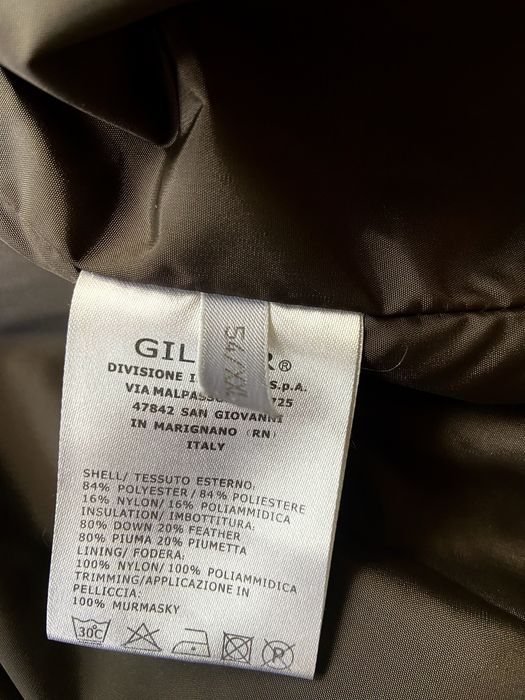 GIL R®
DIVISIONE I S.p.A.
VIA MALPASSO 725
47842 SAN GIOVANNI
IN MARIGNANO (RN)
ITALY
54/XXL
SHELL/ TESSUTO ESTERNO:
84% POLYESTER/84% POLIESTERE
16% NYLON/16% POLIAMMIDICA
INSULATION/IMBOTTITURA:
80% DOWN 20% FEATHER
80% PIUMA 20% PIUMETTA
LINING/ FODERA:
100% NYLON/100% POLIAMMIDICA
TRIMMING/APPLICAZIONE IN
PELLICCIA:
100% MURMASKY
30°C P